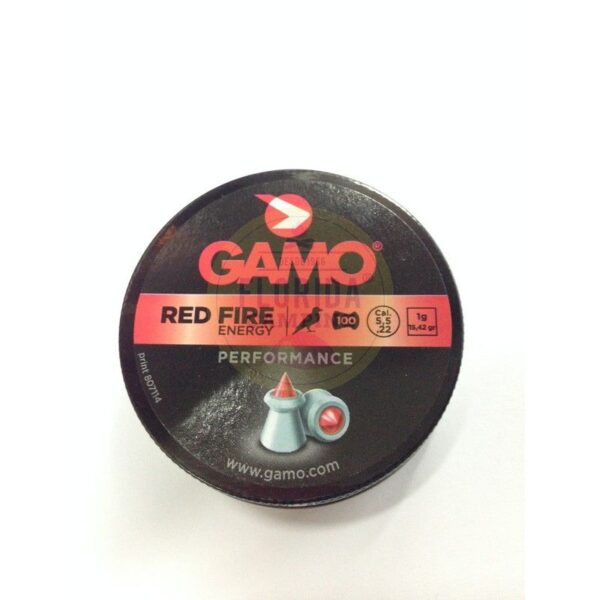 GAMO®
FLORIDA
RED FIRE
ENERGY
100
Cal.
5,5
.22
1g
15,42 gr
PERFORMANCE
print 807114
www.gamo.com